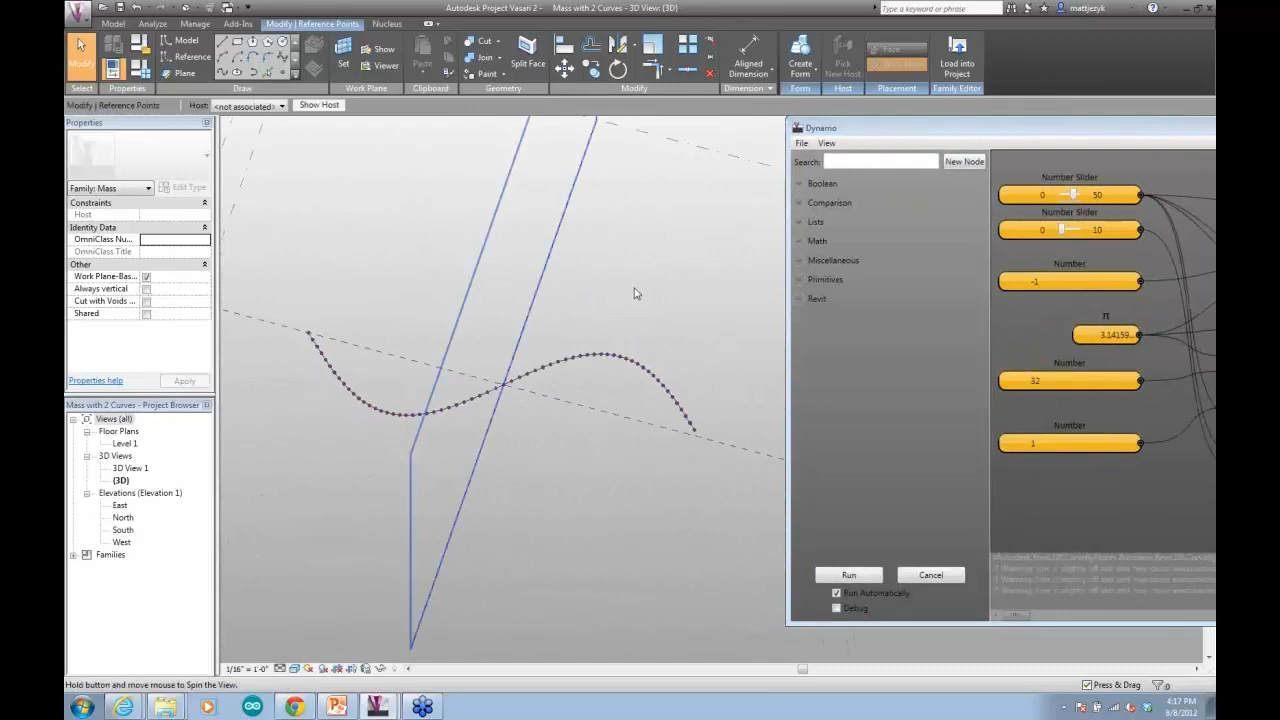 Autodesk Vasari 2 - Mass with 2 Curves - 3D View: {3D}
Type a keyword or phrase
mattjezyk
Model
Analyze
Manage
Add-Ins
Modify | Reference Points
Nucleus
Modify
Model
Reference
Plane
Set
Show
Viewer
Paste
Cut
Join
Paint
Split Face
Aligned
Dimension
Create
Form
Pick
New Host
Face
Load into
Project
Select
Properties
Draw
Work Plane
Clipboard
Geometry
Modify
Dimension
Form
Host
Placement
Family Editor
Modify | Reference Points
Host:
<not associated>
Show Host
Properties
Family: Mass
Edit Type
Constraints
Host
Identity Data
OmniClass Nu...
OmniClass Title
Other
Work Plane-Bas...
Always vertical
Cut with Voids ...
Shared
Properties help
Apply
Mass with 2 Curves - Project Browser
Views (all)
Floor Plans
Level 1
3D Views
3D View 1
{3D}
Elevations (Elevation 1)
East
North
South
West
Families
Dynamo
File View
Search:
New Node
Boolean
Comparison
Lists
Math
Miscellaneous
Primitives
Revit
Number Slider
0 50
Number Slider
0 10
Number
-1
π
3.14159...
Number
32
Number
1
Run
Cancel
Run Automatically
Debug
1/16" = 1'-0"
Hold button and move mouse to Spin the View.
Press & Drag
:0
4:17 PM
8/8/2012